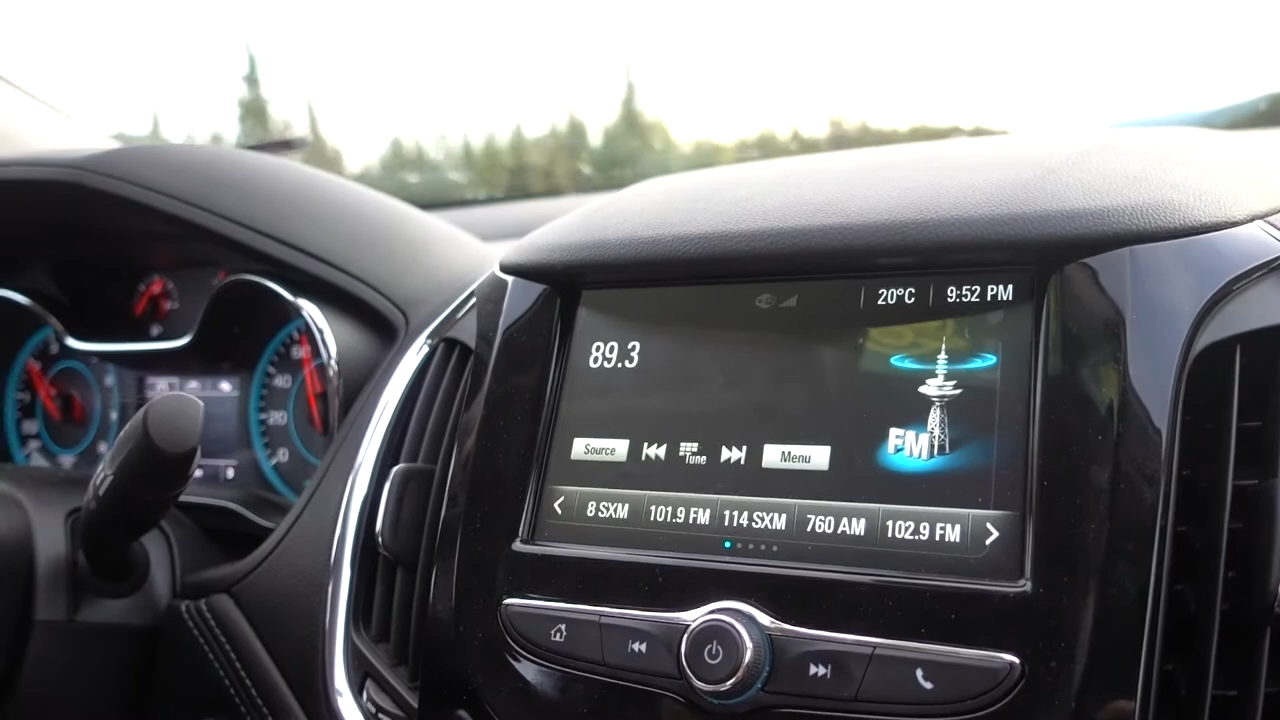 20°C 9:52 PM
89.3
FM
Source Tune Menu
8 SXM 101.9 FM 114 SXM 760 AM 102.9 FM
60
40
20
0